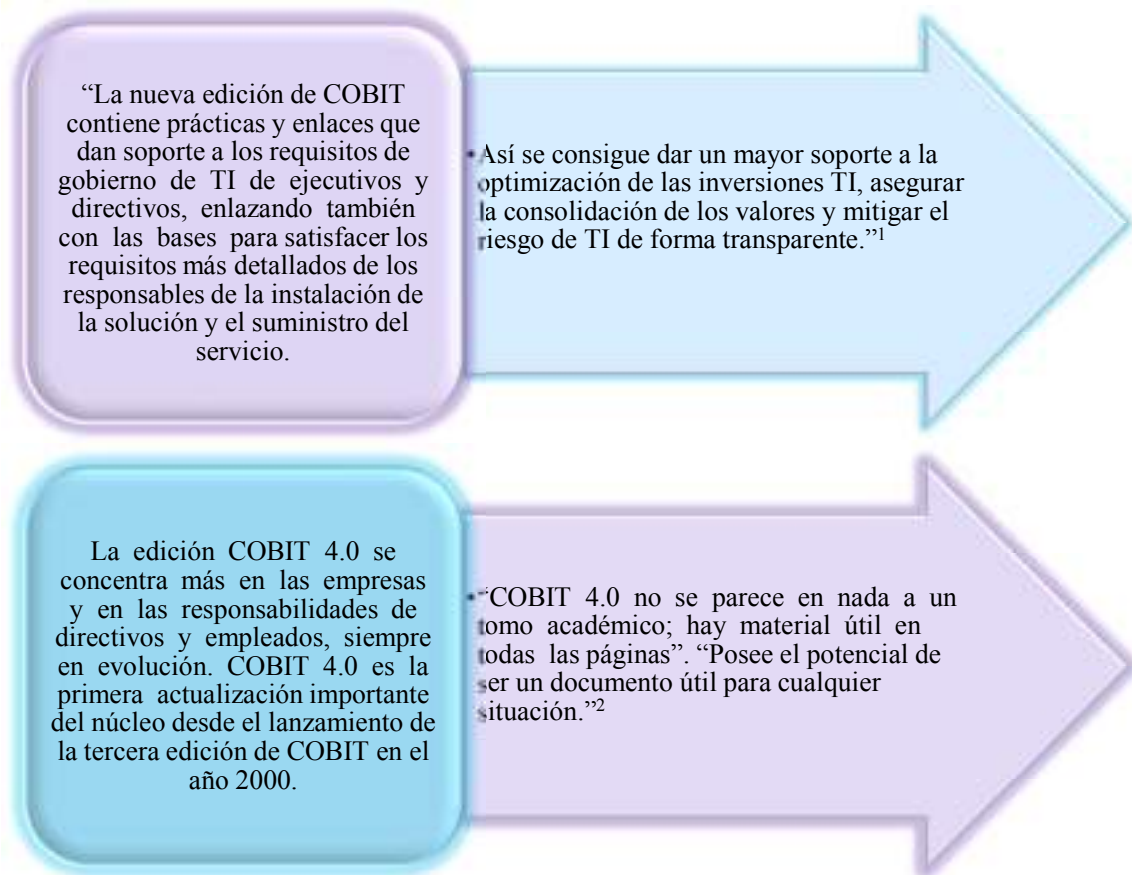 “La nueva edición de COBIT
contiene prácticas y enlaces que
dan soporte a los requisitos de
gobierno de TI de ejecutivos y
directivos, enlazando también
con las bases para satisfacer los
requisitos más detallados de los
responsables de la instalación de
la solución y el suministro del
servicio.
•Así se consigue dar un mayor soporte a la
optimización de las inversiones TI, asegurar
la consolidación de los valores y mitigar el
riesgo de TI de forma transparente.”1
La edición COBIT 4.0 se
concentra más en las empresas
y en las responsabilidades de
directivos y empleados, siempre
en evolución. COBIT 4.0 es la
primera actualización importante
del núcleo desde el lanzamiento de
la tercera edición de COBIT en el
año 2000.
•“COBIT 4.0 no se parece en nada a un
tomo académico; hay material útil en
todas las páginas”. “Posee el potencial de
ser un documento útil para cualquier
situación.”2